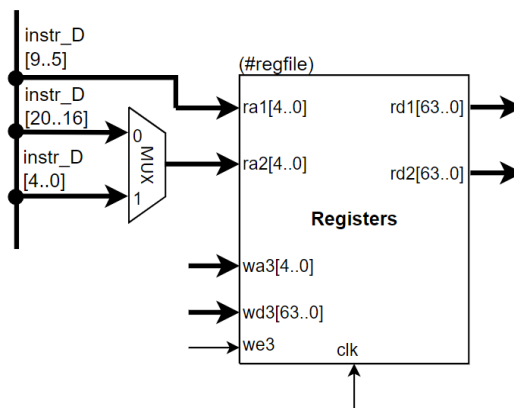 instr_D
[9..5]
instr_D
[20..16]
instr_D
[4..0]
0
MUX
1
(#regfile)
ra1[4..0]
rd1[63..0]
ra2[4..0]
rd2[63..0]
Registers
wa3[4..0]
wd3[63..0]
we3
clk